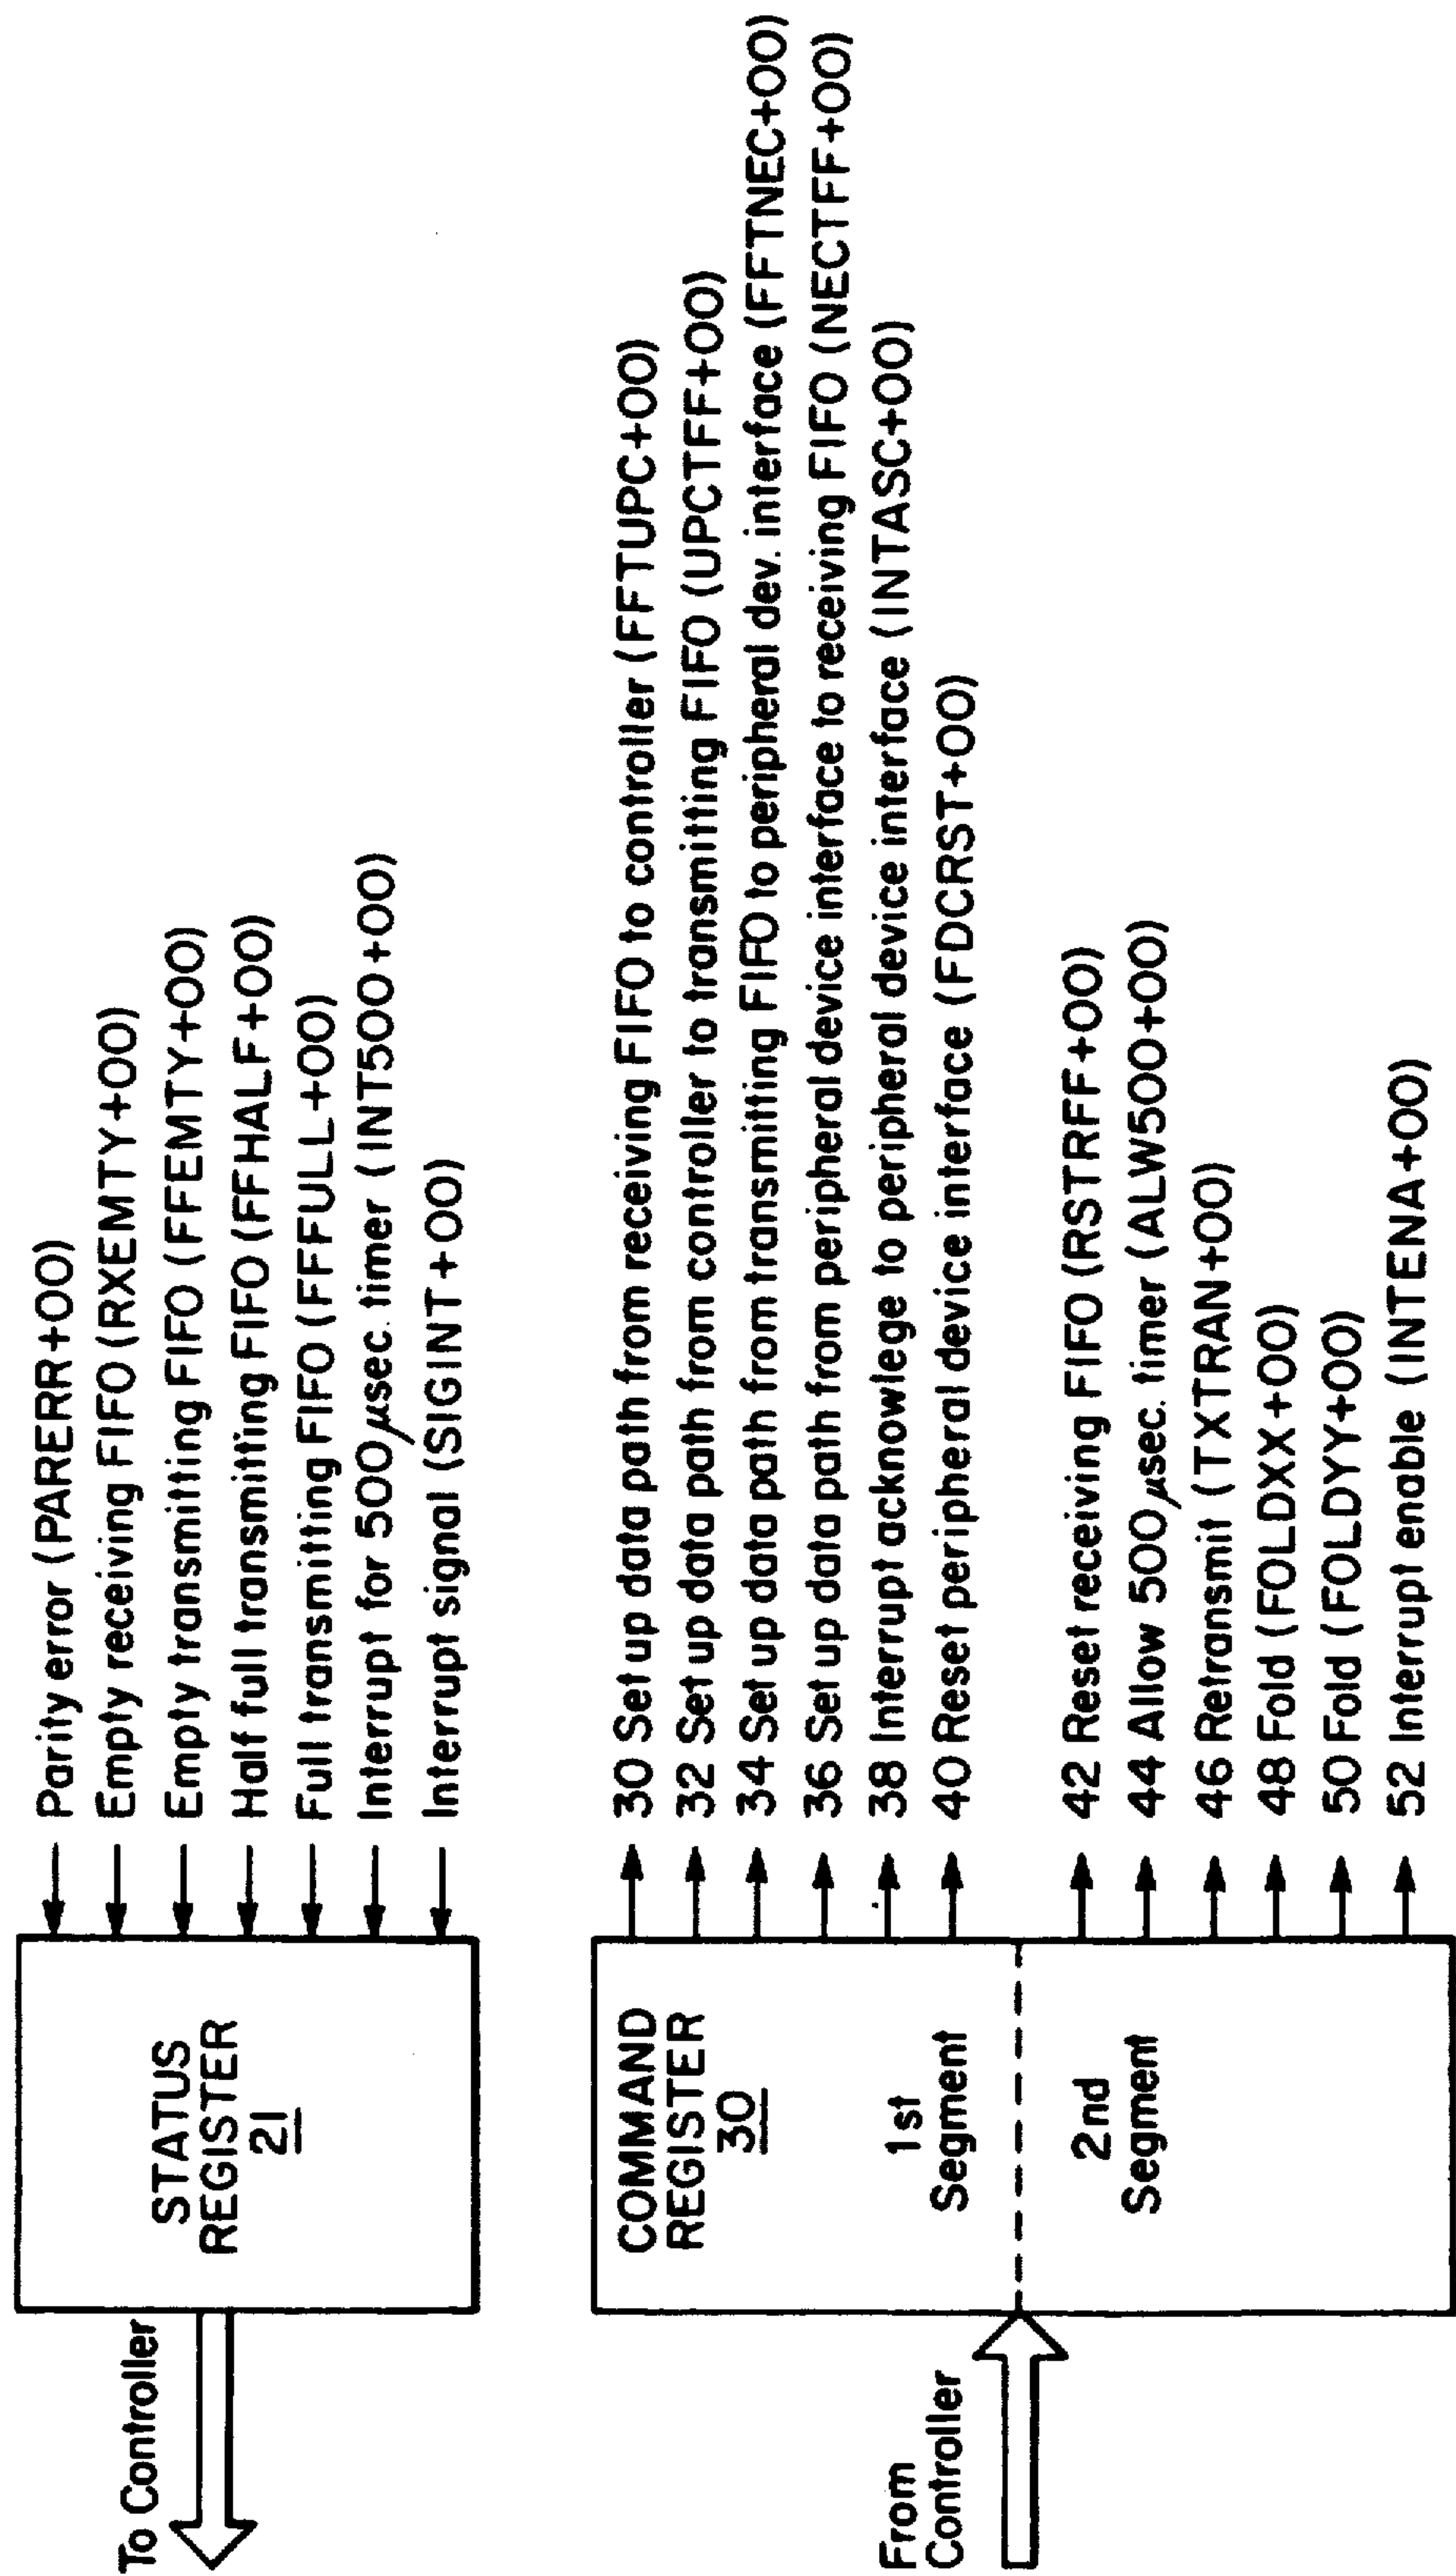 To Controller
STATUS
REGISTER
21
Parity error (PARERR+00)
Empty receiving FIFO (RXEMTY+00)
Empty transmitting FIFO (FFEMTY+00)
Half full transmitting FIFO (FFHALF+00)
Full transmitting FIFO (FFFULL+00)
Interrupt for 500 µsec. timer (INT500+00)
Interrupt signal (SIGINT+00)
From
Controller
COMMAND
REGISTER
30
1st
Segment
2nd
Segment
30 Set up data path from receiving FIFO to controller (FFTUPC+00)
32 Set up data path from controller to transmitting FIFO (UPCTFF+00)
34 Set up data path from transmitting FIFO to peripheral dev. interface (FFTNEC+00)
36 Set up data path from peripheral device interface to receiving FIFO (NECTFF+00)
38 Interrupt acknowlege to peripheral device interface (INTASC+00)
40 Reset peripheral device interface (FDCRST+00)
42 Reset receiving FIFO (RSTRFF+00)
44 Allow 500 µsec. timer (ALW500+00)
46 Retransmit (TXTRAN+00)
48 Fold (FOLDXX+00)
50 Fold (FOLDYY+00)
52 Interrupt enable (INTENA+00)